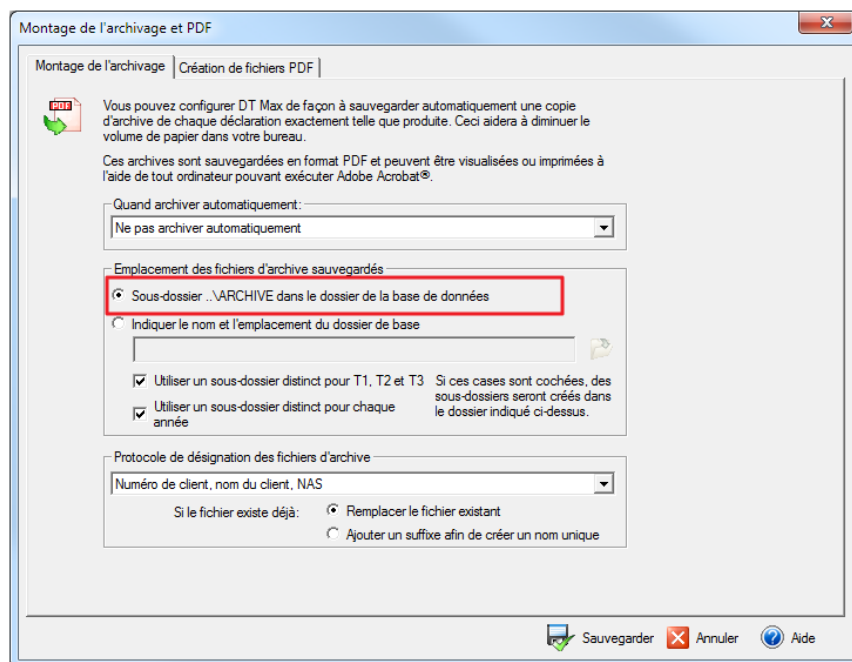 Montage de l'archivage et PDF
Montage de l'archivage
Création de fichiers PDF
PDF
Vous pouvez configurer DT Max de façon à sauvegarder automatiquement une copie
d'archive de chaque déclaration exactement telle que produite. Ceci aidera à diminuer le
volume de papier dans votre bureau.
Ces archives sont sauvegardées en format PDF et peuvent être visualisées ou imprimées à
l'aide de tout ordinateur pouvant exécuter Adobe Acrobat®.
Quand archiver automatiquement:
Ne pas archiver automatiquement
Emplacement des fichiers d'archive sauvegardés
Sous-dossier ..\ARCHIVE dans le dossier de la base de données
Indiquer le nom et l'emplacement du dossier de base
Utiliser un sous-dossier distinct pour T1, T2 et T3
Utiliser un sous-dossier distinct pour chaque
année
Si ces cases sont cochées, des
sous-dossiers seront créés dans
le dossier indiqué ci-dessus.
Protocole de désignation des fichiers d'archive
Numéro de client, nom du client, NAS
Si le fichier existe déjà:
Remplacer le fichier existant
Ajouter un suffixe afin de créer un nom unique
Sauvegarder
Annuler
Aide